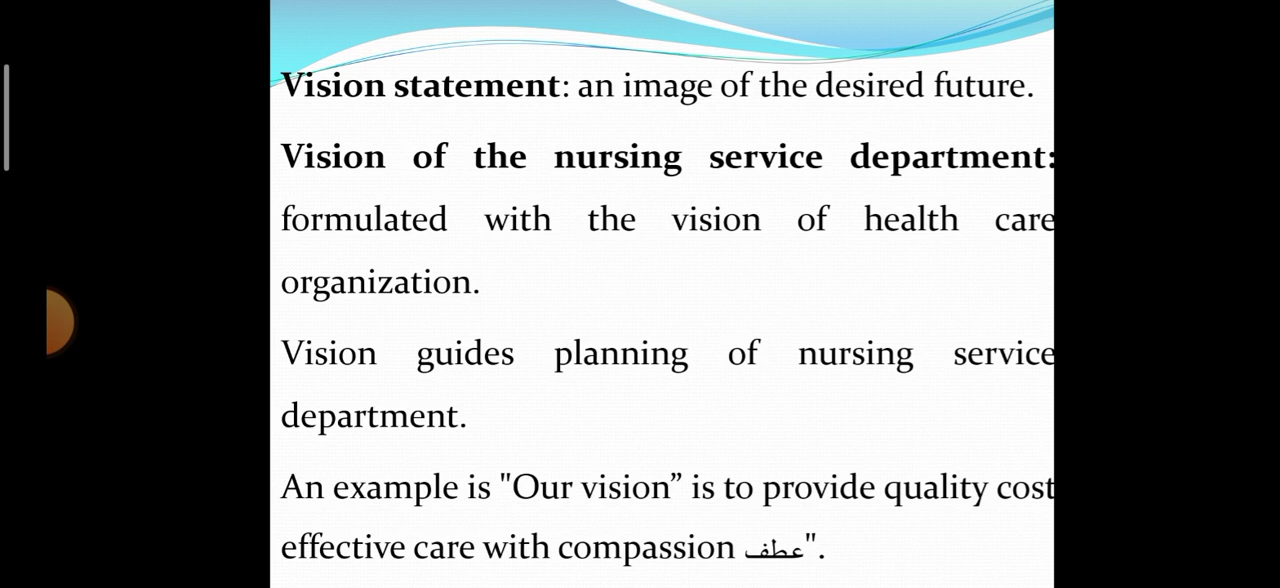 Vision statement: an image of the desired future.
Vision of the nursing service department:
formulated with the vision of health care
organization.
Vision guides planning of nursing service
department.
An example is "Our vision” is to provide quality cost
effective care with compassion عطف".